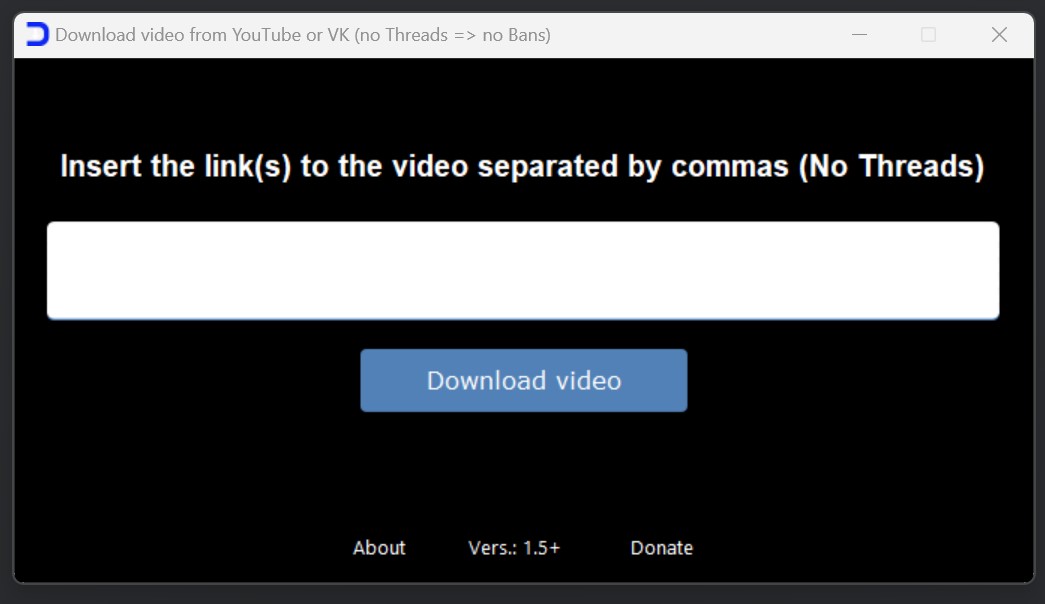 Download video from YouTube or VK (no Threads => no Bans)
Insert the link(s) to the video separated by commas (No Threads)
Download video
About Vers.: 1.5+ Donate